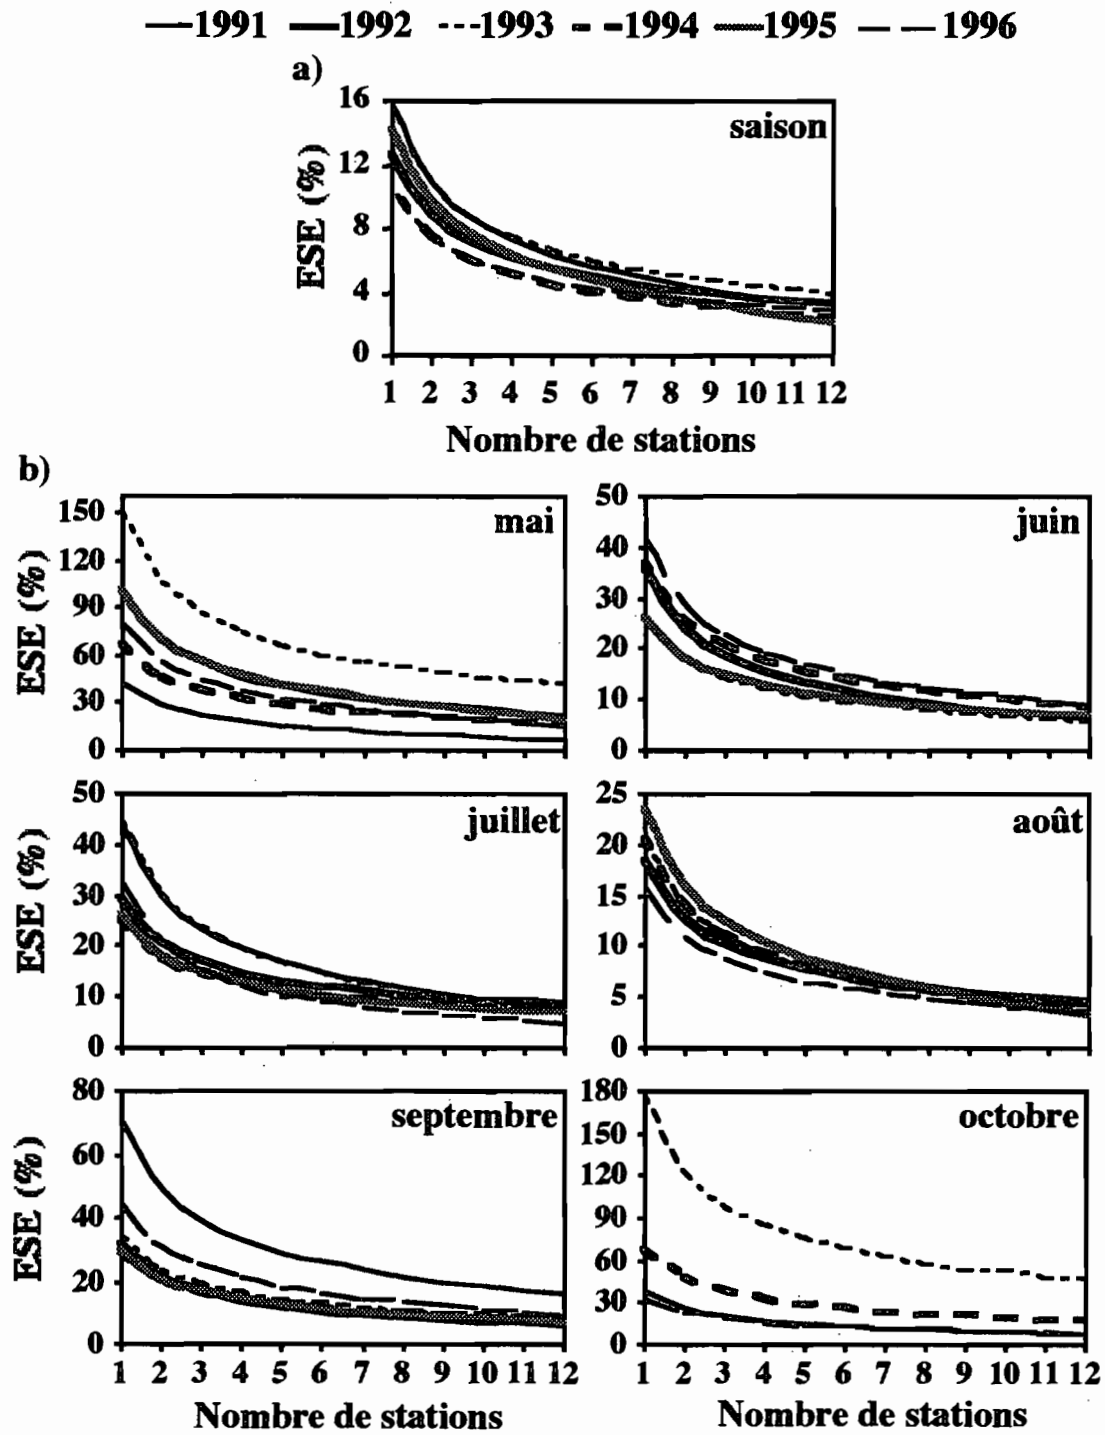 1991 1992 1993 1994 1995 1996
a)
saison
ESE (%)
16
12
8
4
0
1 2 3 4 5 6 7 8 9 10 11 12
Nombre de stations
b)
mai
ESE (%)
150
120
90
60
30
0
juin
50
40
30
20
10
0
juillet
ESE (%)
50
40
30
20
10
0
août
25
20
15
10
5
0
septembre
ESE (%)
80
60
40
20
0
1 2 3 4 5 6 7 8 9 10 11 12
Nombre de stations
octobre
180
150
120
90
60
30
0
1 2 3 4 5 6 7 8 9 10 11 12
Nombre de stations